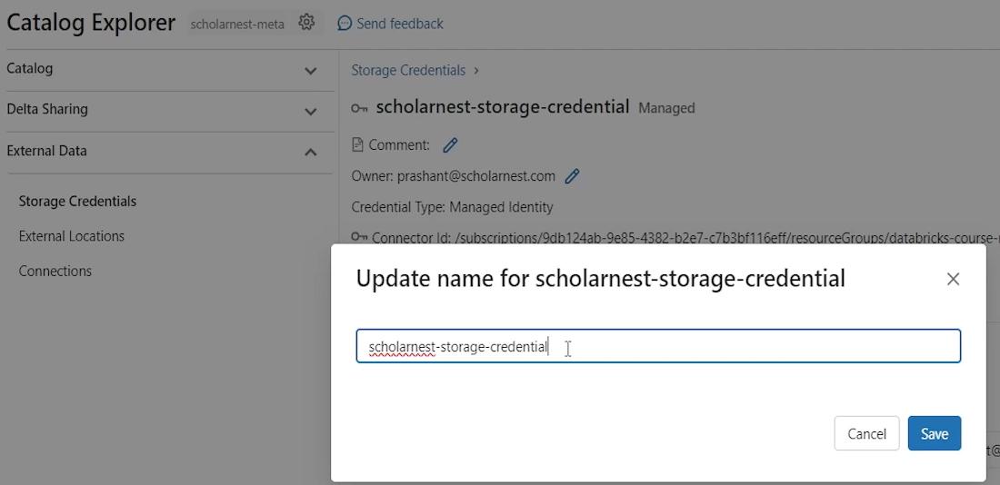 Catalog Explorer scholarnest-meta Send feedback
Catalog
Delta Sharing
External Data
Storage Credentials
External Locations
Connections
Storage Credentials ›
scholarnest-storage-credential Managed
Comment:
Owner: prashant@scholarnest.com
Credential Type: Managed Identity
Connector Id: /subscriptions/9db124ab-9e85-4382-b2e7-c7b3bf116eff/resourceGroups/databricks-course-
Update name for scholarnest-storage-credential
scholarnest-storage-credential
Cancel Save
t@